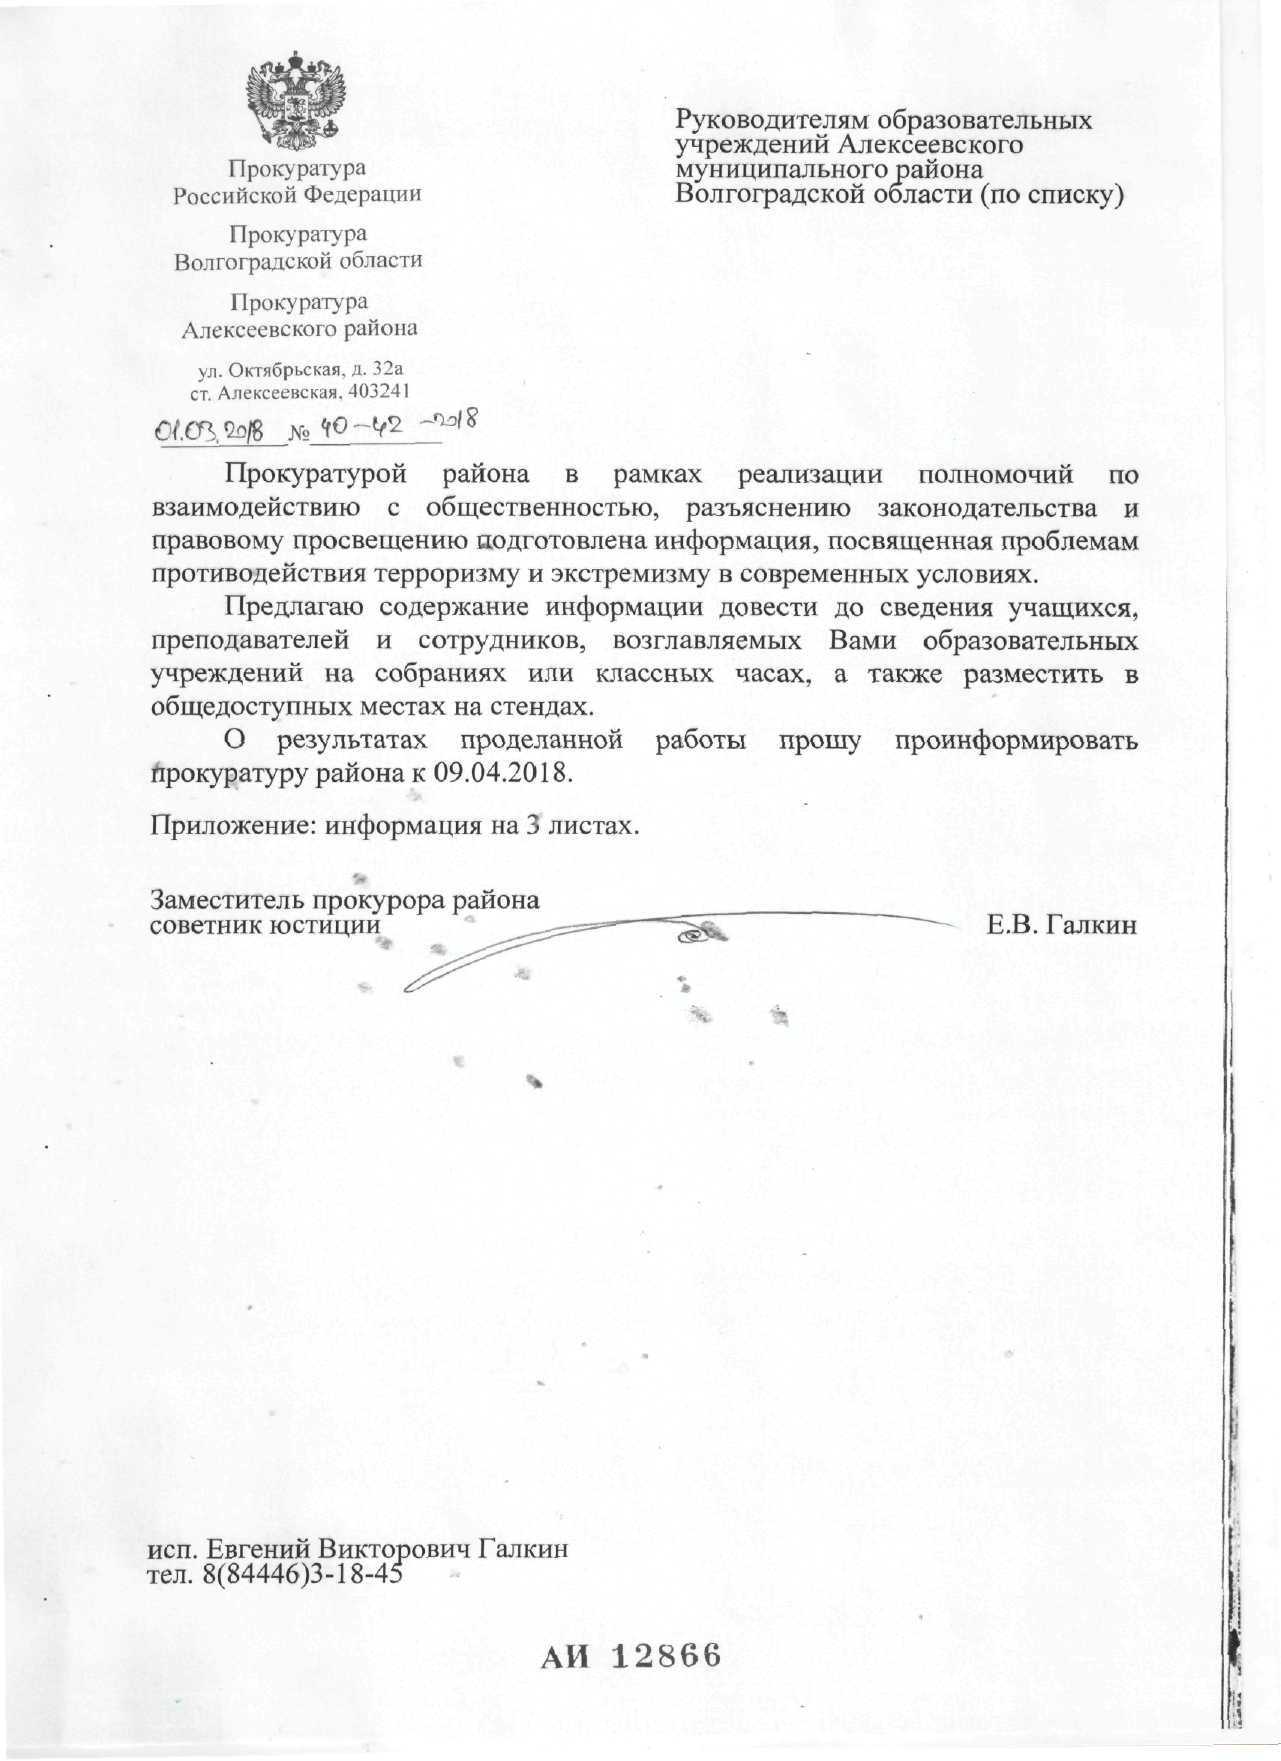 Прокуратура
Российской Федерации
Прокуратура
Волгоградской области
Прокуратура
Алексеевского района
ул. Октябрьская, д. 32а
ст. Алексеевская, 403241
01.03.2018 № 40-42-2018
Руководителям образовательных
учреждений Алексеевского
муниципального района
Волгоградской области (по списку)
Прокуратурой района в рамках реализации полномочий по
взаимодействию с общественностью, разъяснению законодательства и
правовому просвещению подготовлена информация, посвященная проблемам
противодействия терроризму и экстремизму в современных условиях.
Предлагаю содержание информации довести до сведения учащихся,
преподавателей и сотрудников, возглавляемых Вами образовательных
учреждений на собраниях или классных часах, а также разместить в
общедоступных местах на стендах.
О результатах проделанной работы прошу проинформировать
прокуратуру района к 09.04.2018.
Приложение: информация на 3 листах.
Заместитель прокурора района
советник юстиции Е.В. Галкин
исп. Евгений Викторович Галкин
тел. 8(84446)3-18-45
АИ 12866